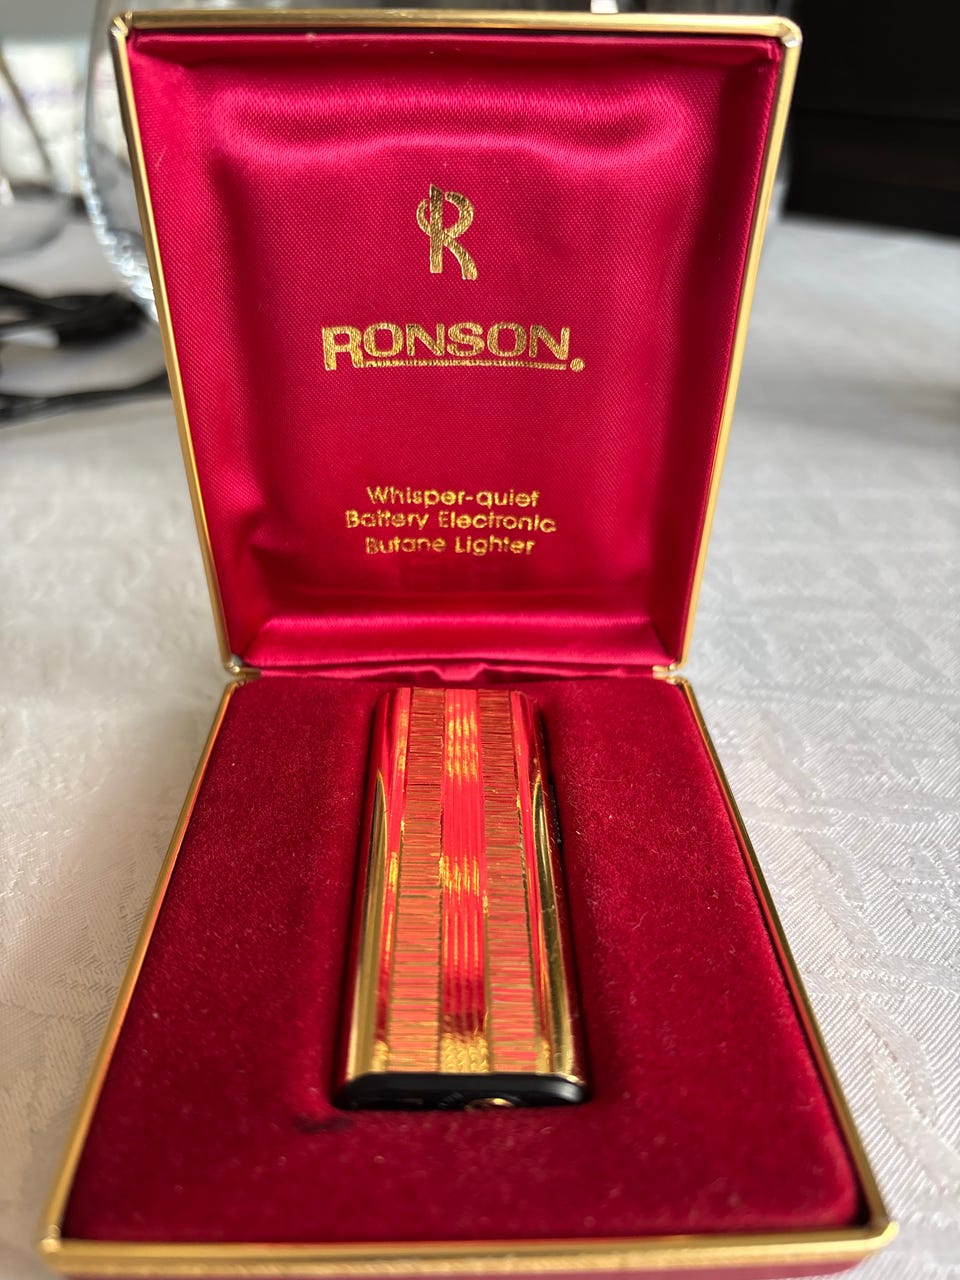 R
RONSON
Whisper-quiet
Battery Electronic
Butane Lighter